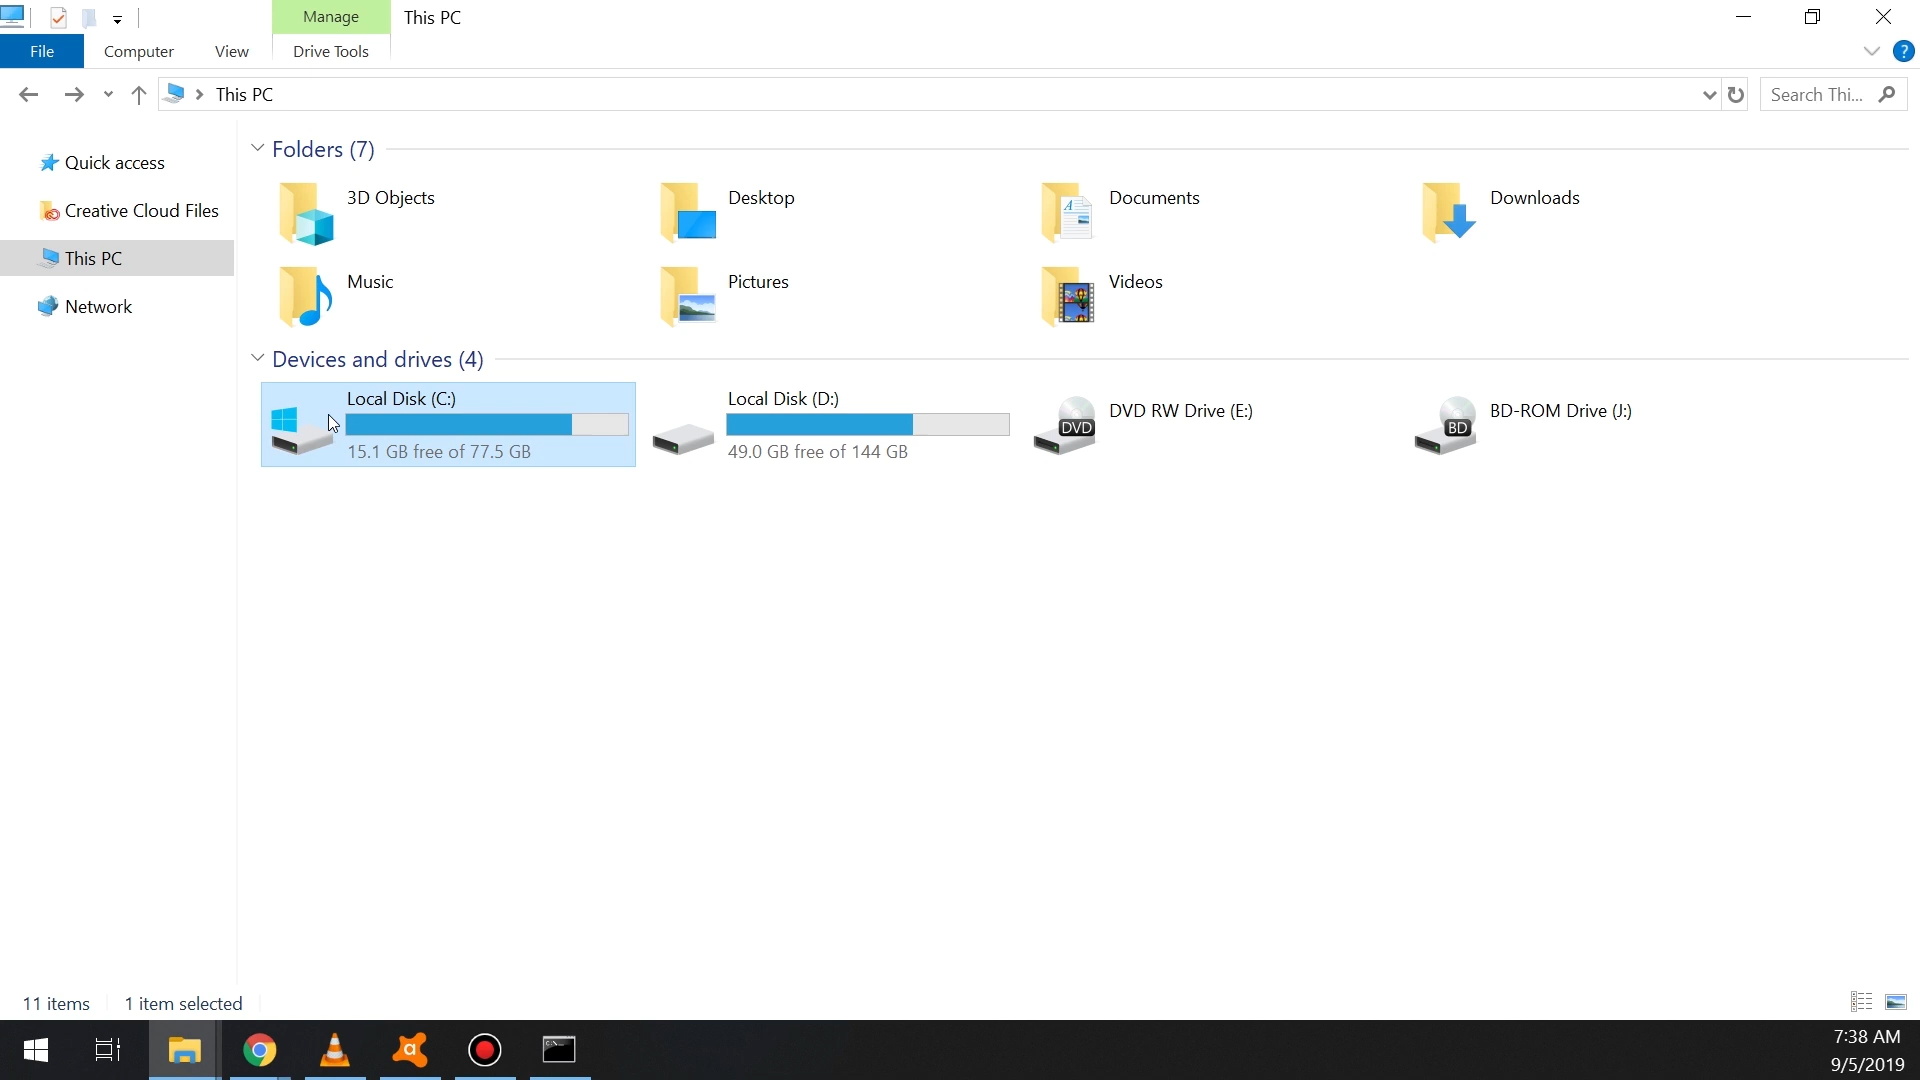 Manage
This PC
File
Computer
View
Drive Tools
?
This PC
Search Thi...
Quick access
Creative Cloud Files
This PC
Network
Folders (7)
3D Objects
Desktop
A
Documents
Downloads
Music
Pictures
Videos
Devices and drives (4)
Local Disk (C:)
15.1 GB free of 77.5 GB
Local Disk (D:)
49.0 GB free of 144 GB
DVD
DVD RW Drive (E:)
BD
BD-ROM Drive (J:)
11 items
1 item selected
a
C:\
7:38 AM
9/5/2019